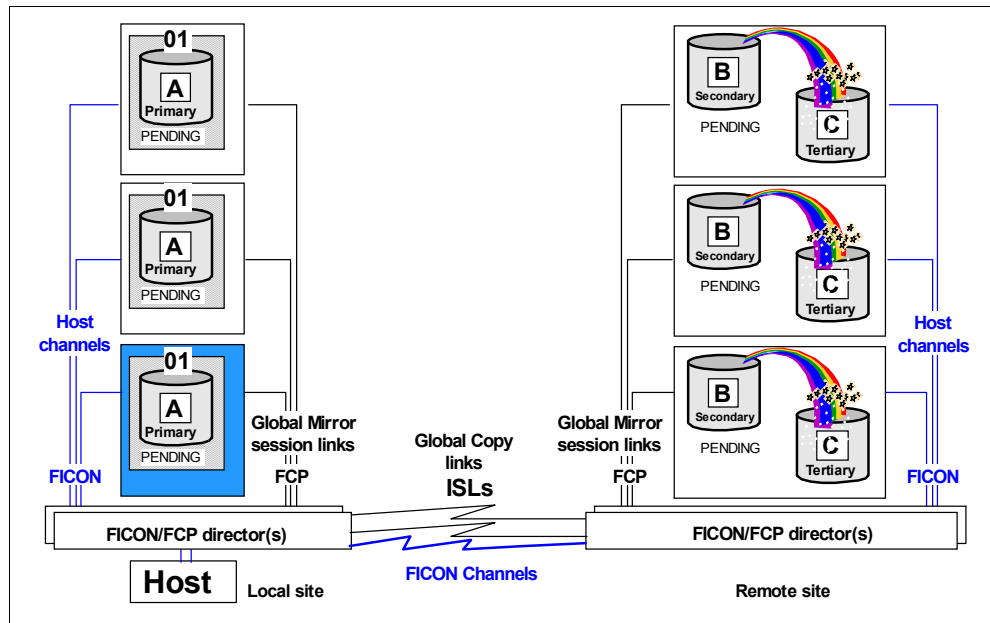 01
A
Primary
PENDING
01
A
Primary
PENDING
01
A
Primary
PENDING
Host
channels
FICON
Global Mirror
session links
FCP
Global Copy
links
ISLs
B
Secondary
PENDING
C
Tertiary
B
Secondary
PENDING
C
Tertiary
B
Secondary
PENDING
C
Tertiary
Global Mirror
session links
FCP
Host
channels
FICON
FICON/FCP director(s)
FICON/FCP director(s)
FICON Channels
Host
Local site
Remote site